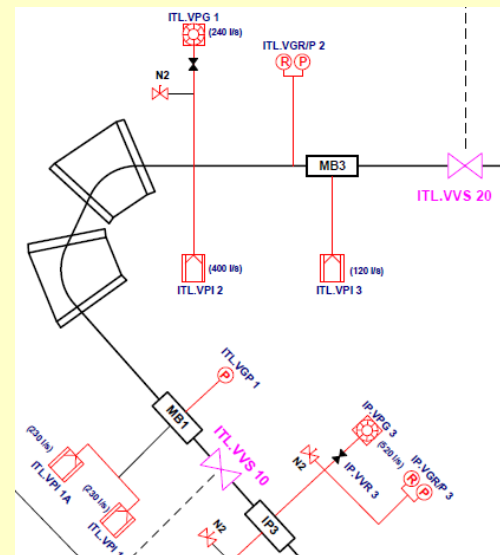 ITL.VPG 1
(240 l/s)
ITL.VGR/P 2
R P
N2
MB3
ITL.VVS 20
(400 l/s)
ITL.VPI 2
(120 l/s)
ITL.VPI 3
ITL.VGP 1
P
MB1
ITL.VVS 10
(230 l/s)
ITL.VPI 1A
(230 l/s)
ITL.VPI
IP.VPG 3
(520 l/s)
N2
IP.VVR 3
IP.VGR/P 3
R P
IP3
N2